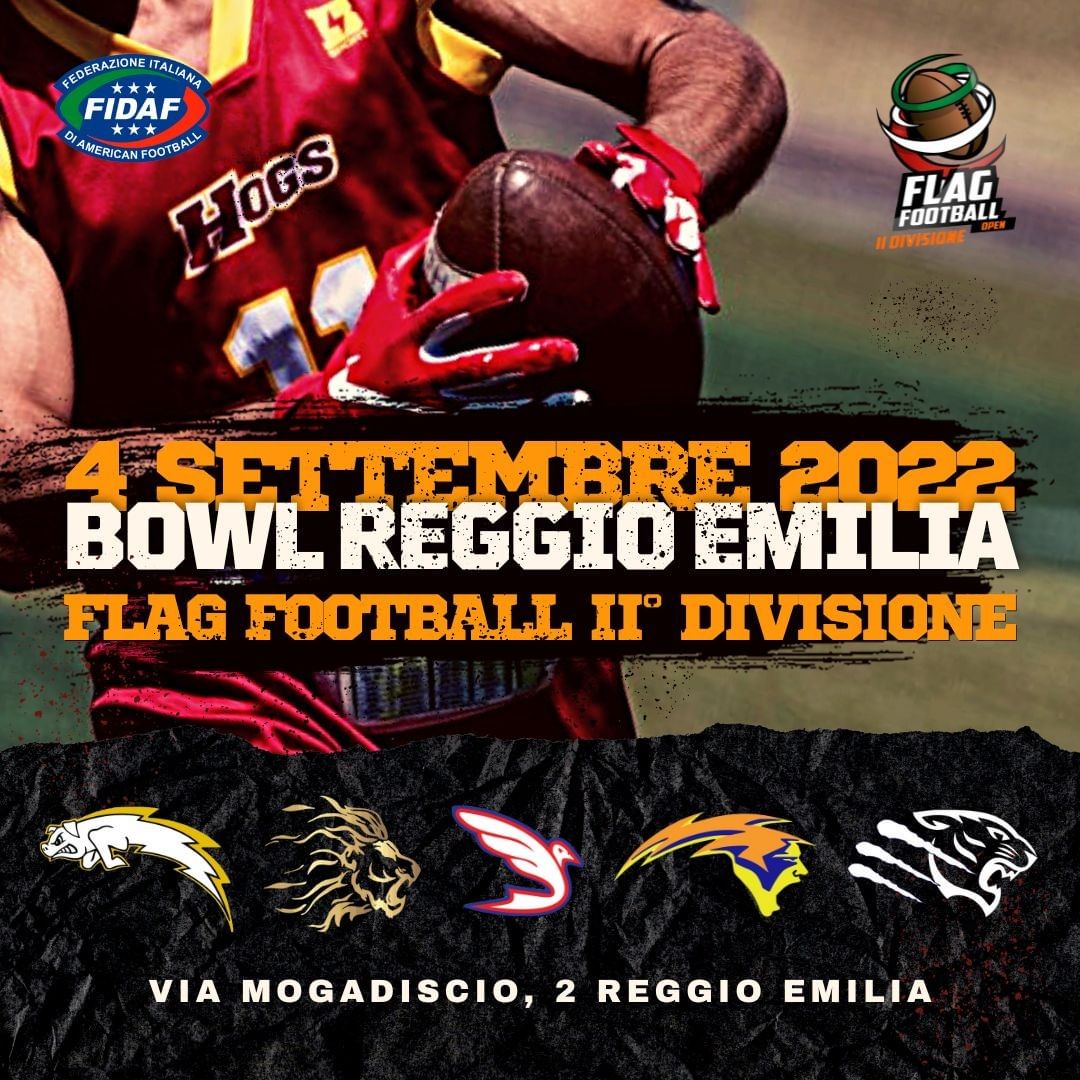 FEDERAZIONE ITALIANA
FIDAF
DI AMERICAN FOOTBALL
HOGS
11
FLAG
FOOTBALL
OPEN
II DIVISIONE
4 SETTEMBRE 2022
BOWL REGGIO EMILIA
FLAG FOOTBALL II° DIVISIONE
VIA MOGADISCIO, 2 REGGIO EMILIA